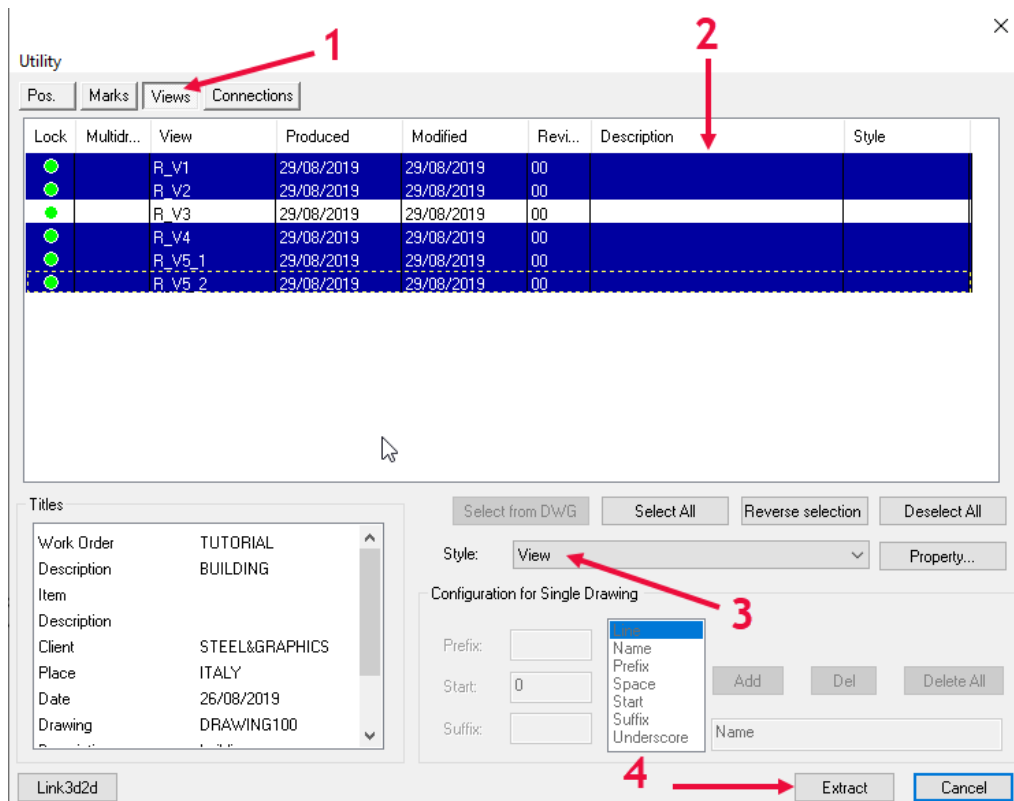 1
2
Utility
Pos. Marks Views Connections
Lock Multidr... View Produced Modified Revi... Description Style
R_V1 29/08/2019 29/08/2019 00
R_V2 29/08/2019 29/08/2019 00
R_V3 29/08/2019 29/08/2019 00
R_V4 29/08/2019 29/08/2019 00
R_V5_1 29/08/2019 29/08/2019 00
R_V5_2 29/08/2019 29/08/2019 00
Titles
Work Order TUTORIAL
Description BUILDING
Item
Description
Client STEEL&GRAPHICS
Place ITALY
Date 26/08/2019
Drawing DRAWING100
Select from DWG Select All Reverse selection Deselect All
Style: View Property...
3
Configuration for Single Drawing
Prefix:
Start: 0
Suffix:
Line
Name
Prefix
Space
Start
Suffix
Underscore
Add Del Delete All
Name
4
Link3d2d Extract Cancel